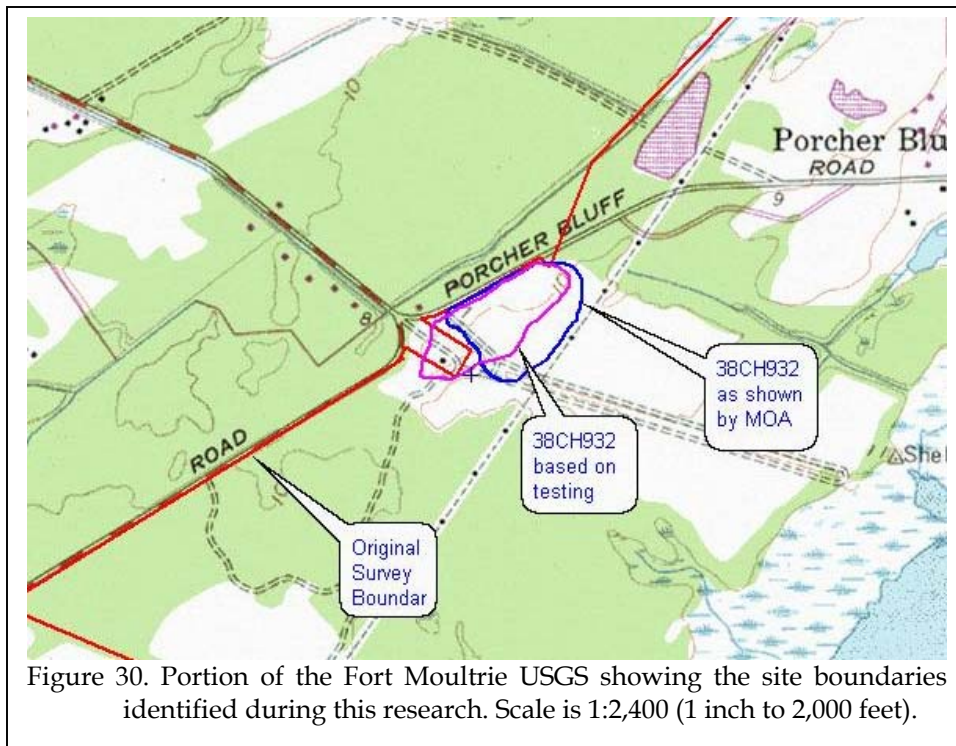 10
Porcher Blu
ROAD
9
PORCHER BLUFF
8
38CH932
as shown
by MOA
38CH932
based on
testing
ROAD
10
Original
Survey
Boundar
She
Figure 30. Portion of the Fort Moultrie USGS showing the site boundaries
identified during this research. Scale is 1:2,400 (1 inch to 2,000 feet).